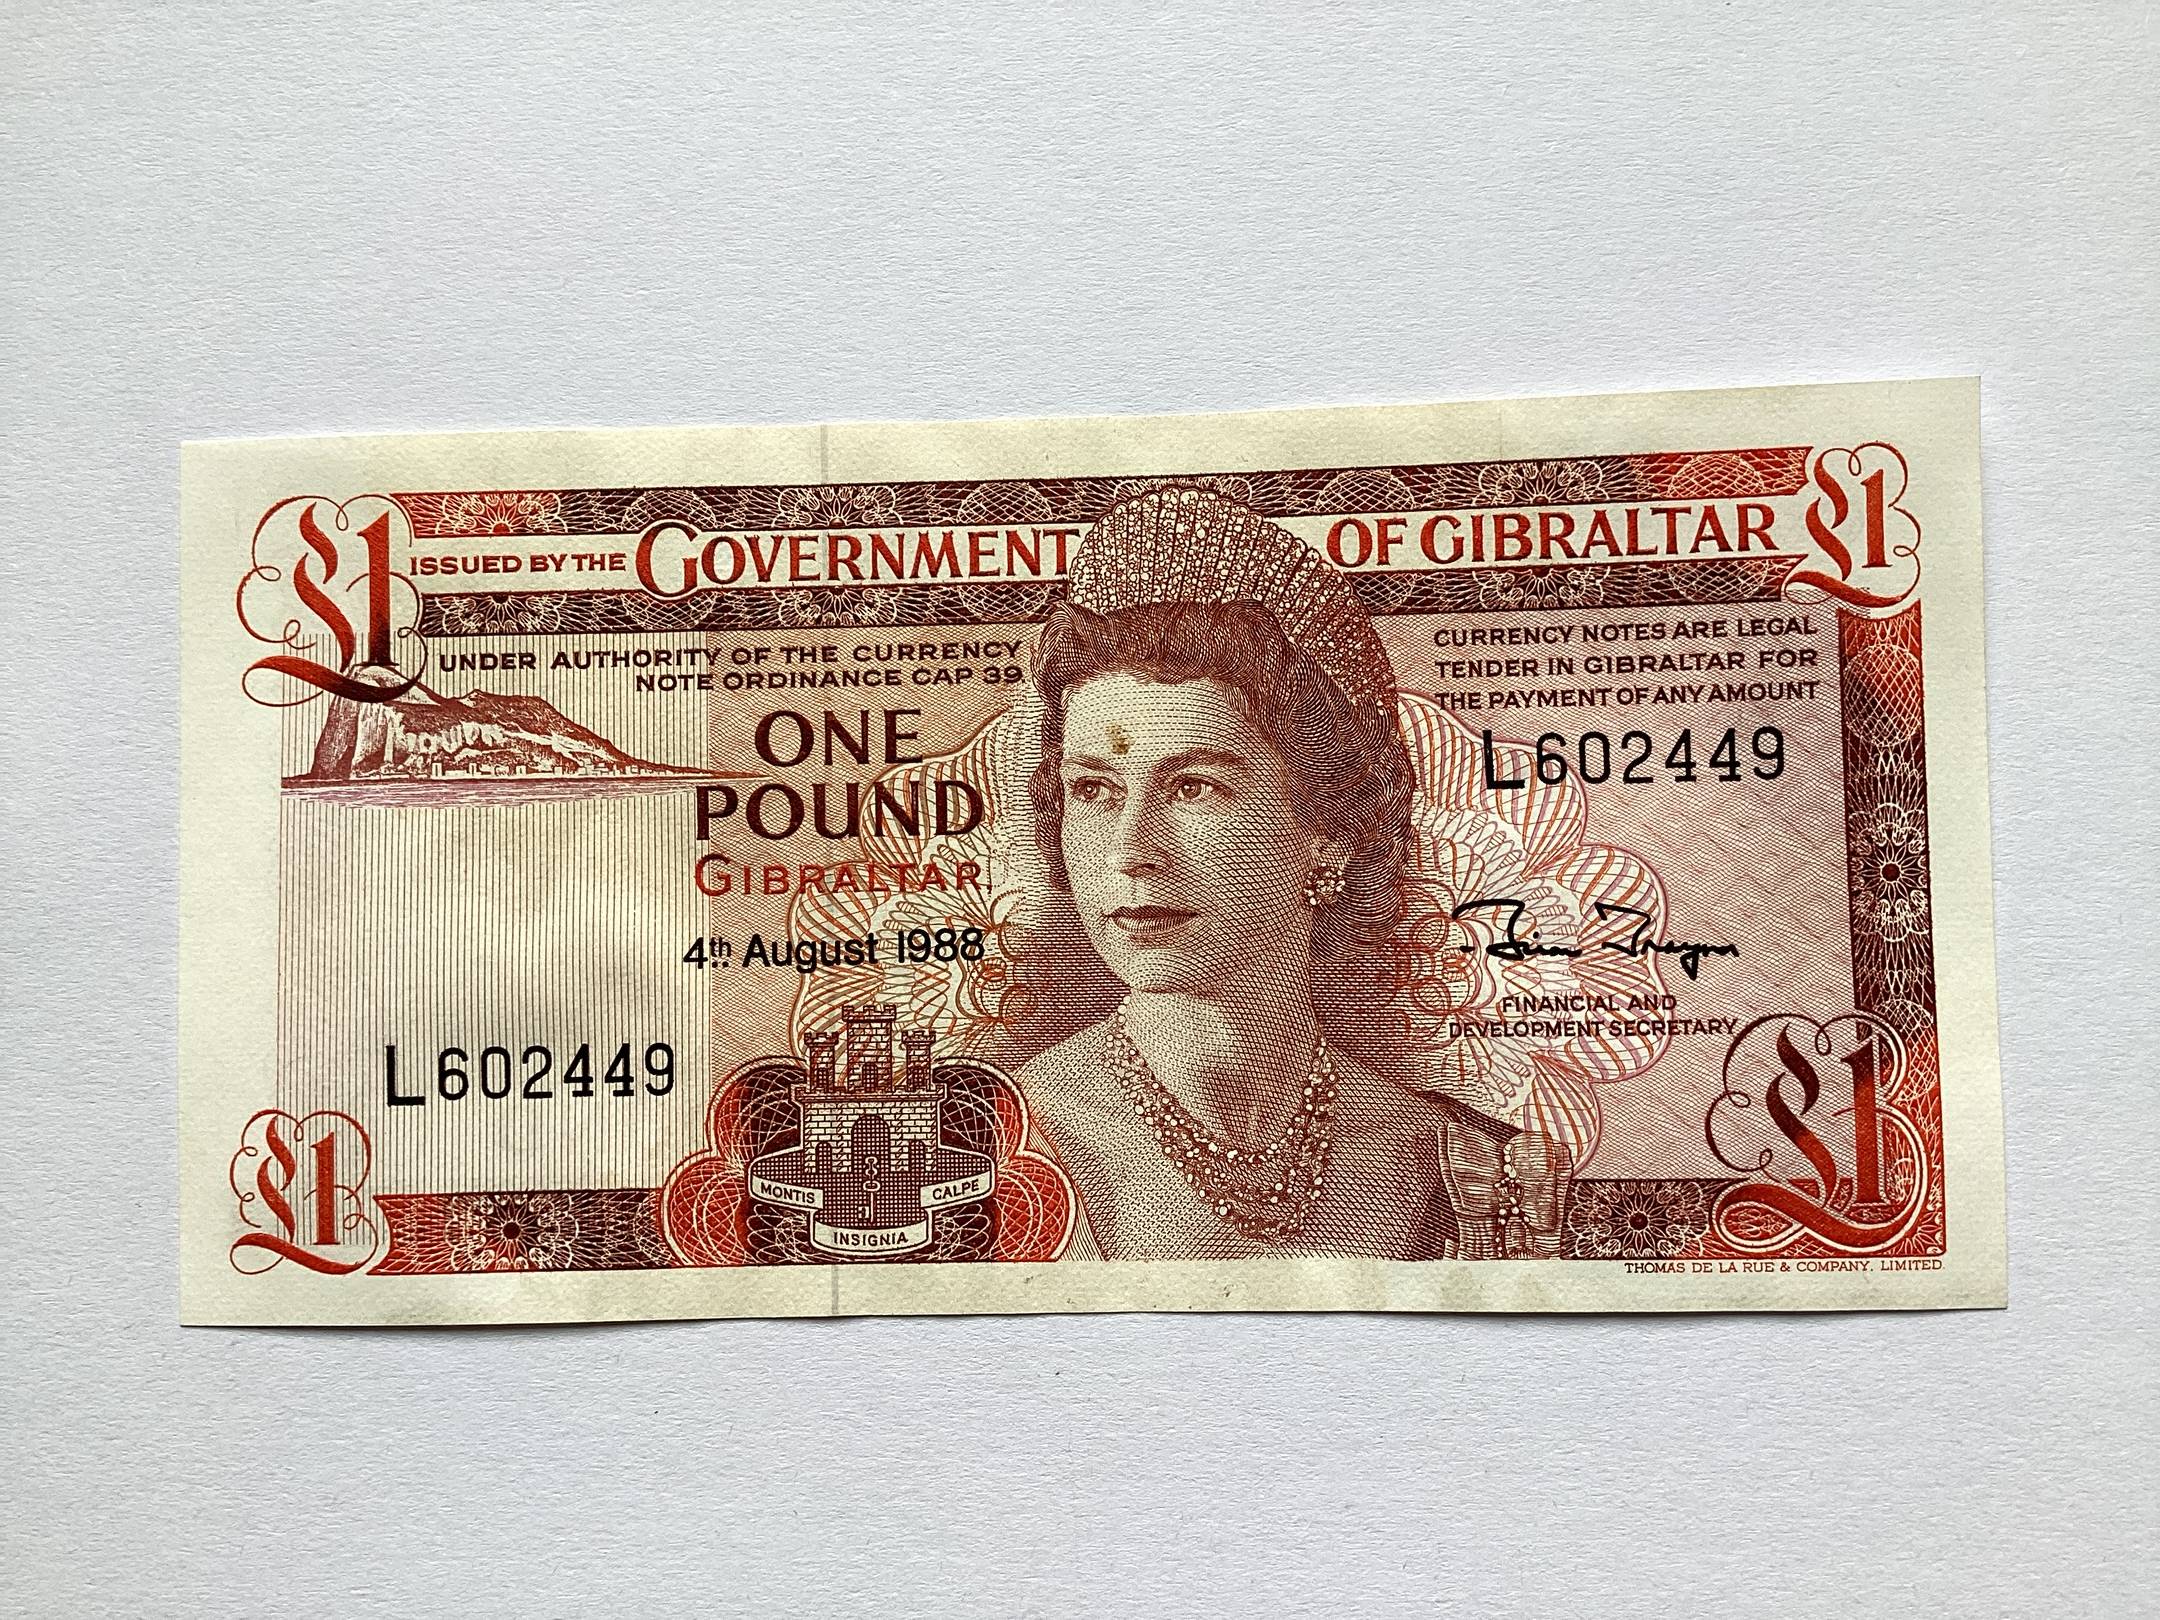 £1
ISSUED BY THE GOVERNMENT OF GIBRALTAR
£1
UNDER AUTHORITY OF THE CURRENCY
NOTE ORDINANCE CAP 39
CURRENCY NOTES ARE LEGAL
TENDER IN GIBRALTAR FOR
THE PAYMENT OF ANY AMOUNT
L602449
ONE
POUND
GIBRALTAR
4th August 1988
FINANCIAL AND
DEVELOPMENT SECRETARY
L602449
MONTIS
CALPE
INSIGNIA
£1
£1
THOMAS DE LA RUE & COMPANY, LIMITED